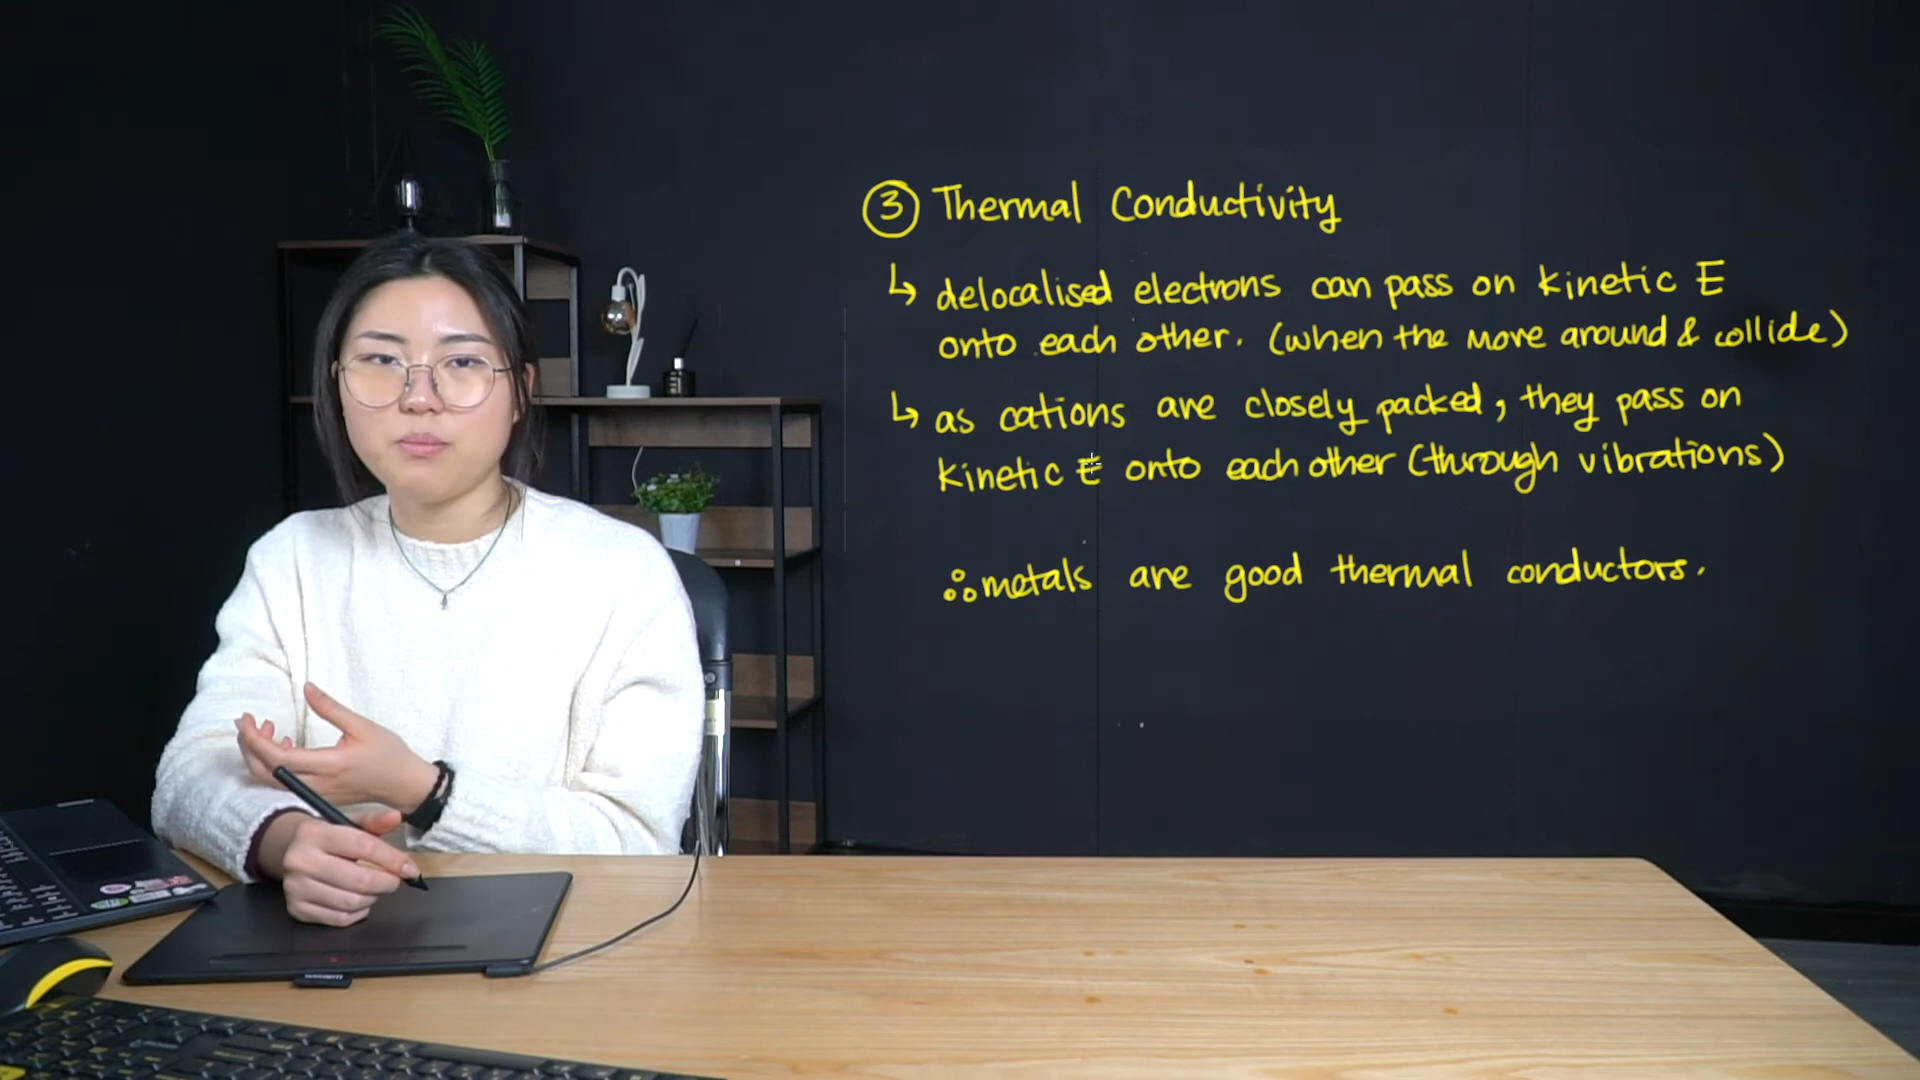 ③ Thermal Conductivity
↳ delocalised electrons can pass on kinetic E
onto each other. (when the move around & collide)
↳ as cations are closely packed, they pass on
kinetic E onto each other (through vibrations)
∴ metals are good thermal conductors.